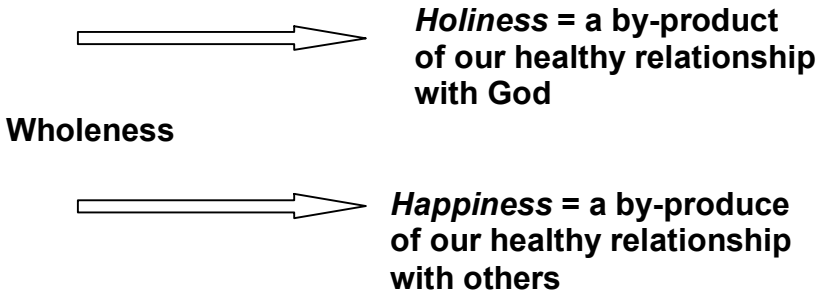 Holiness = a by-product
of our healthy relationship
with God
Wholeness
Happiness = a by-produce
of our healthy relationship
with others